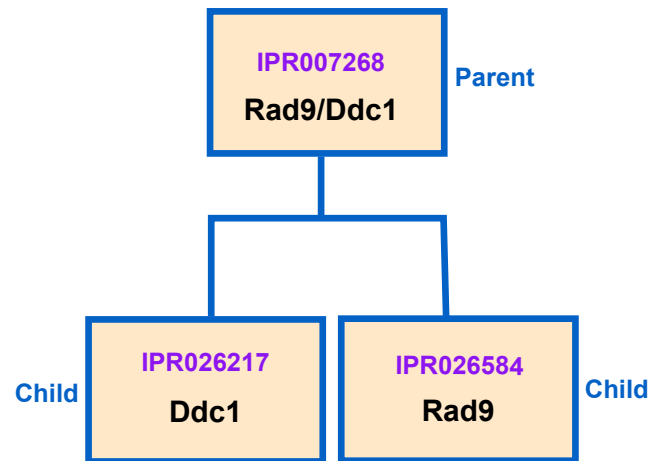 IPR007268
Rad9/Ddc1
Parent
IPR026217
Ddc1
Child
IPR026584
Rad9
Child